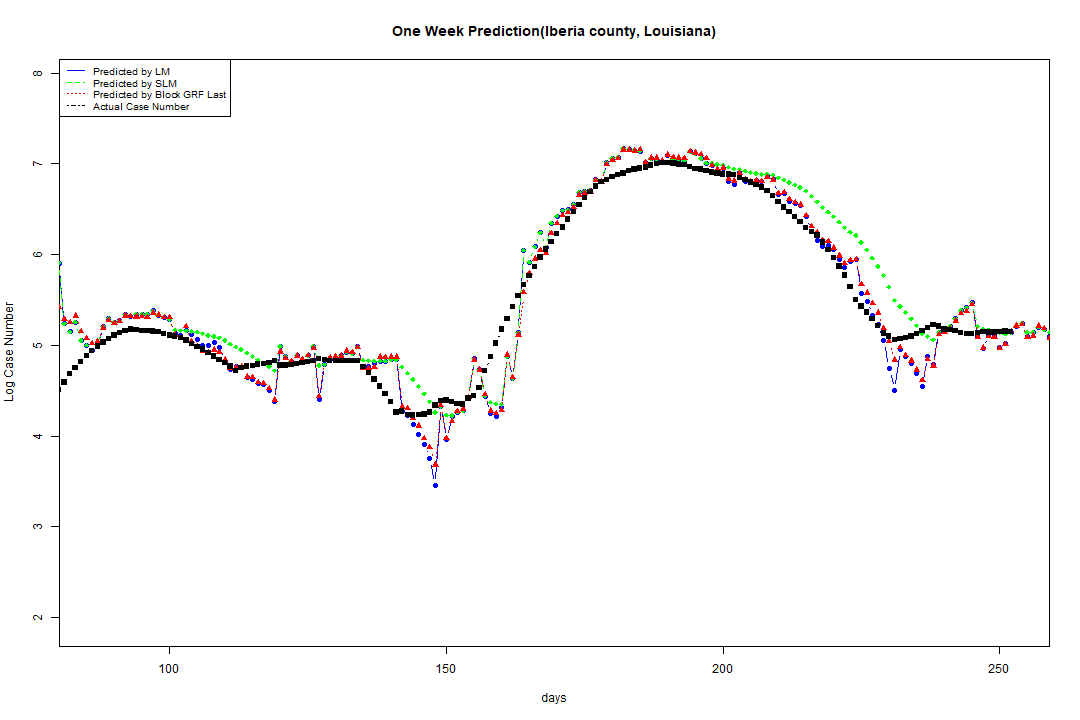 One Week Prediction(Iberia county, Louisiana)
Predicted by LM
Predicted by SLM
Predicted by Block GRF Last
Actual Case Number
8
7
6
5
4
3
2
Log Case Number
100 150 200 250
days